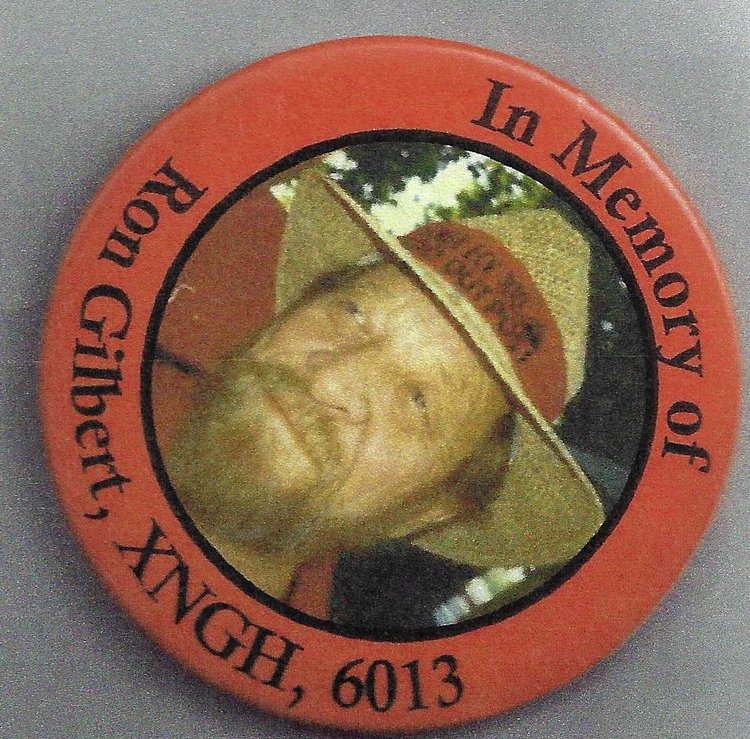 In Memory of
Ron Gilbert, XNGH, 6013